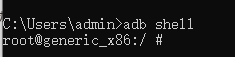 C:\Users\admin>adb shell
root@generic_x86:/ #